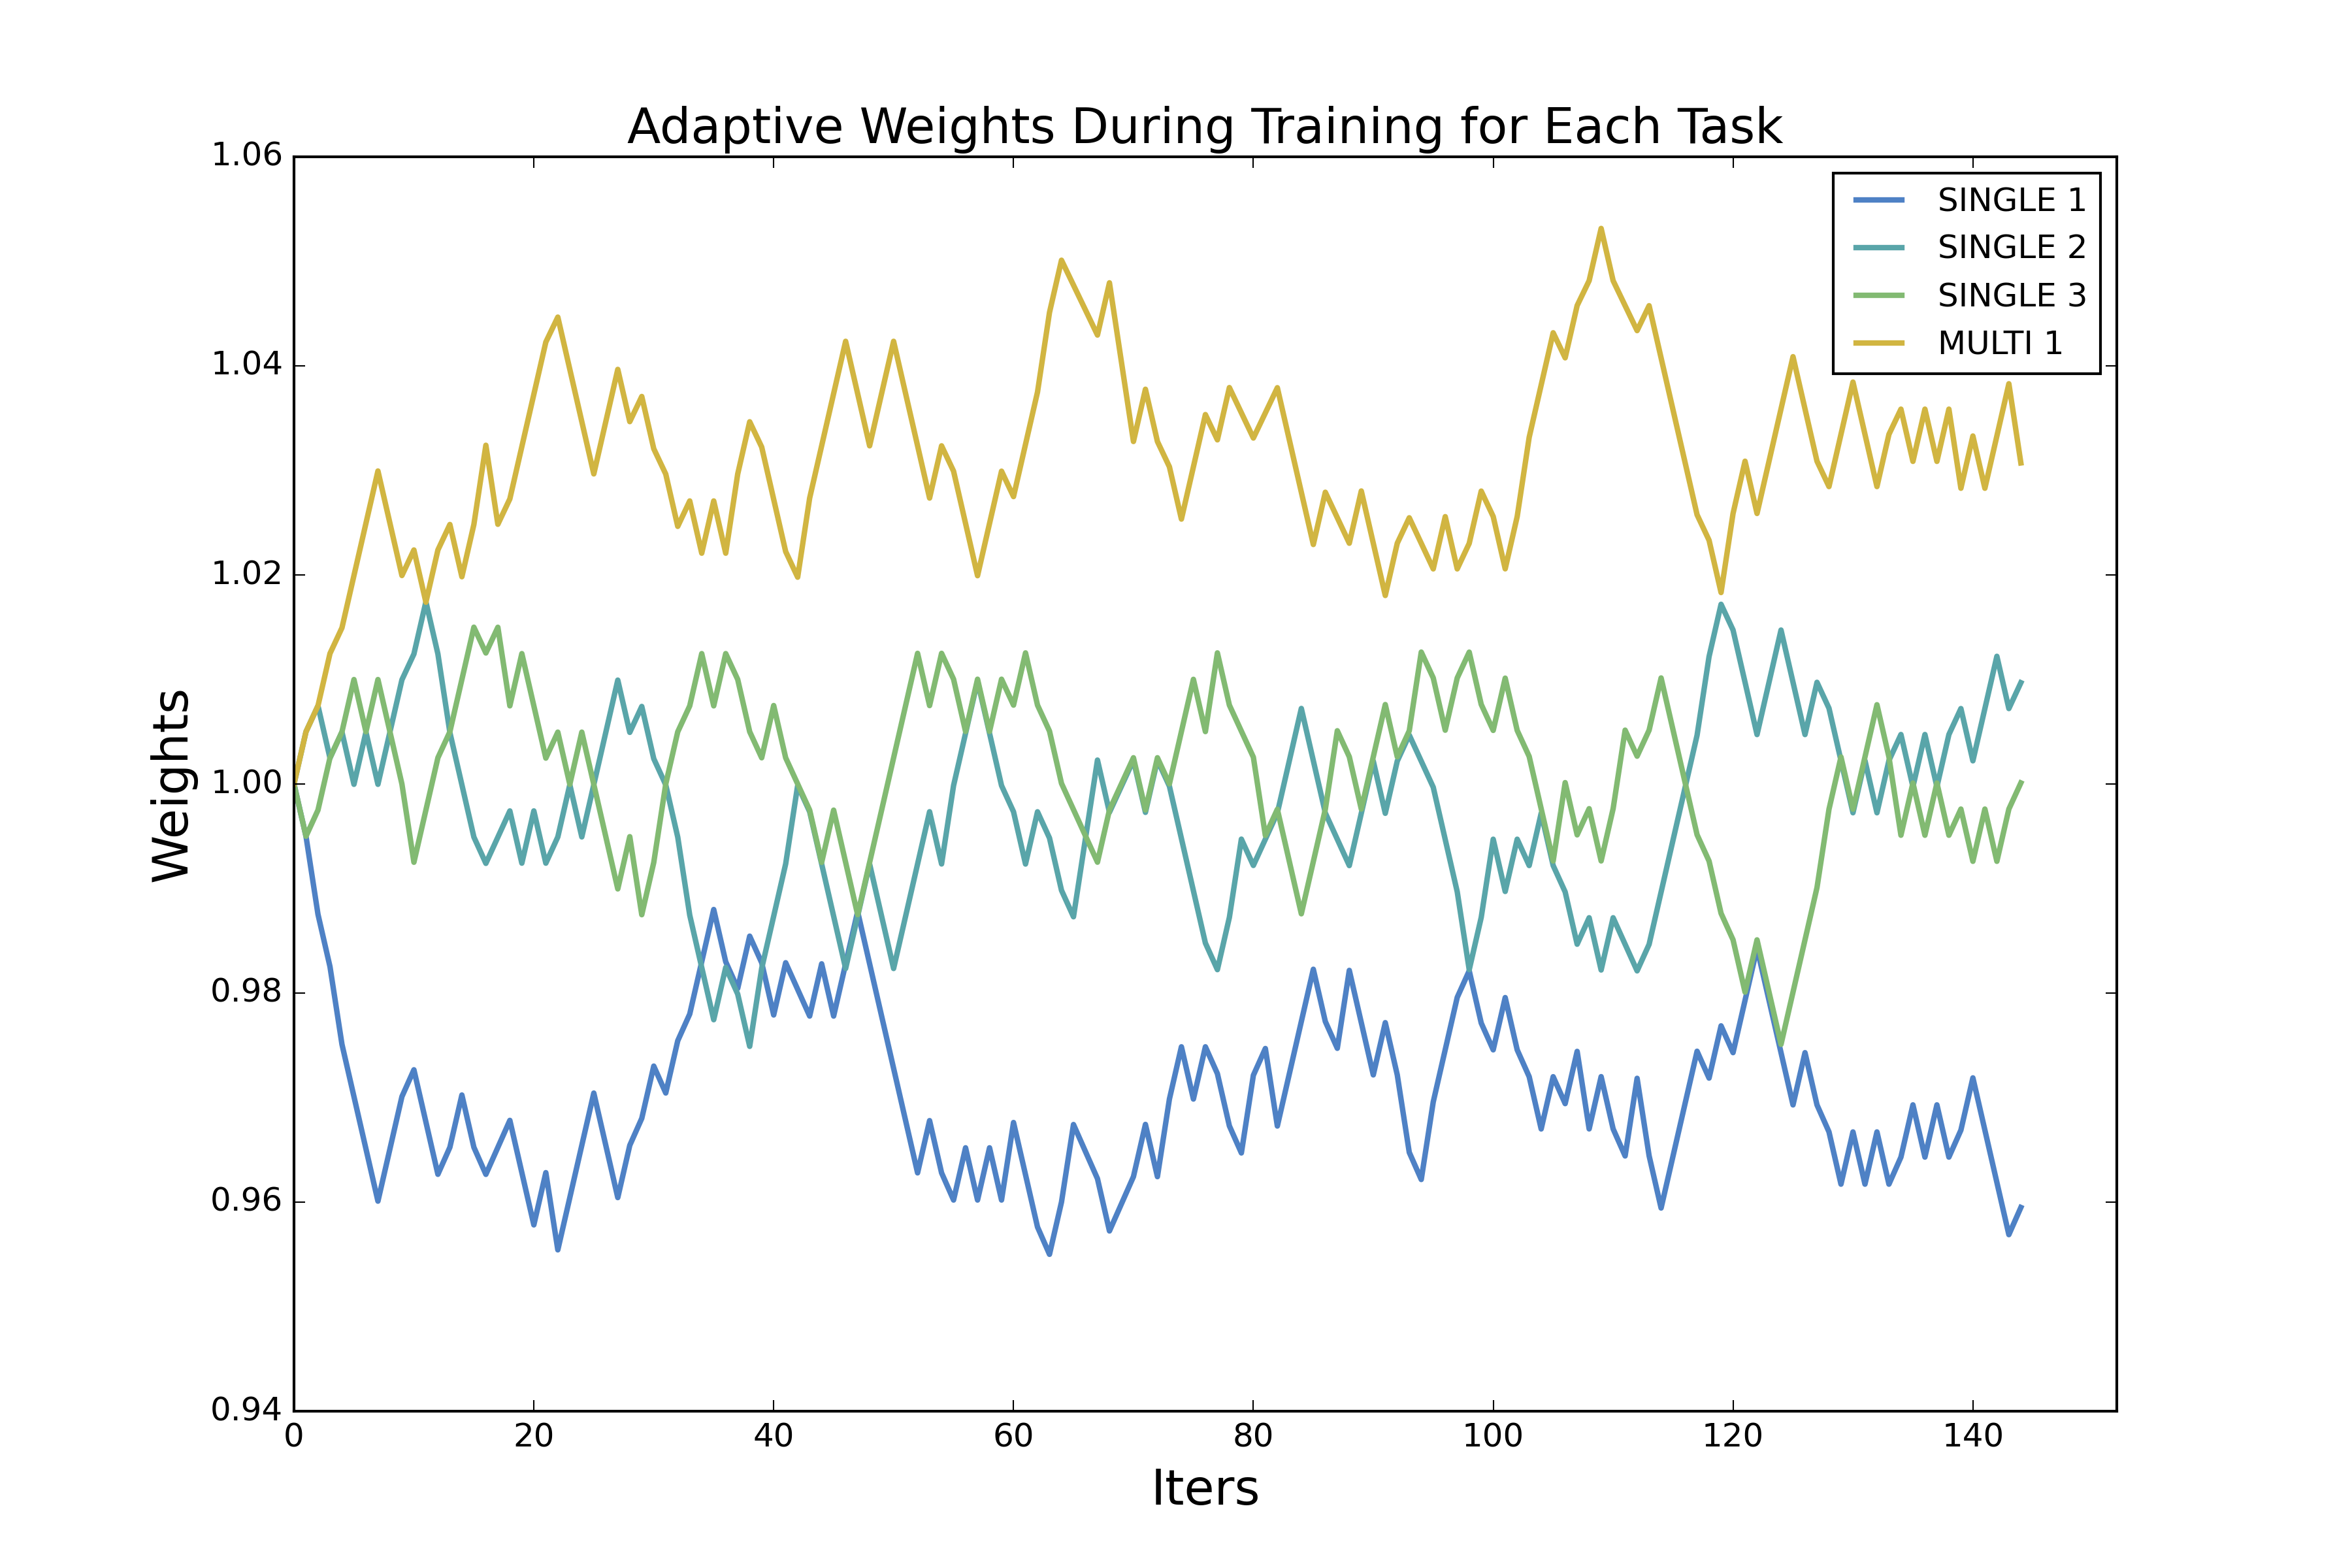 Adaptive Weights During Training for Each Task
1.06
1.04
1.02
1.00
0.98
0.96
0.94
Weights
SINGLE 1
SINGLE 2
SINGLE 3
MULTI 1
0 20 40 60 80 100 120 140
Iters